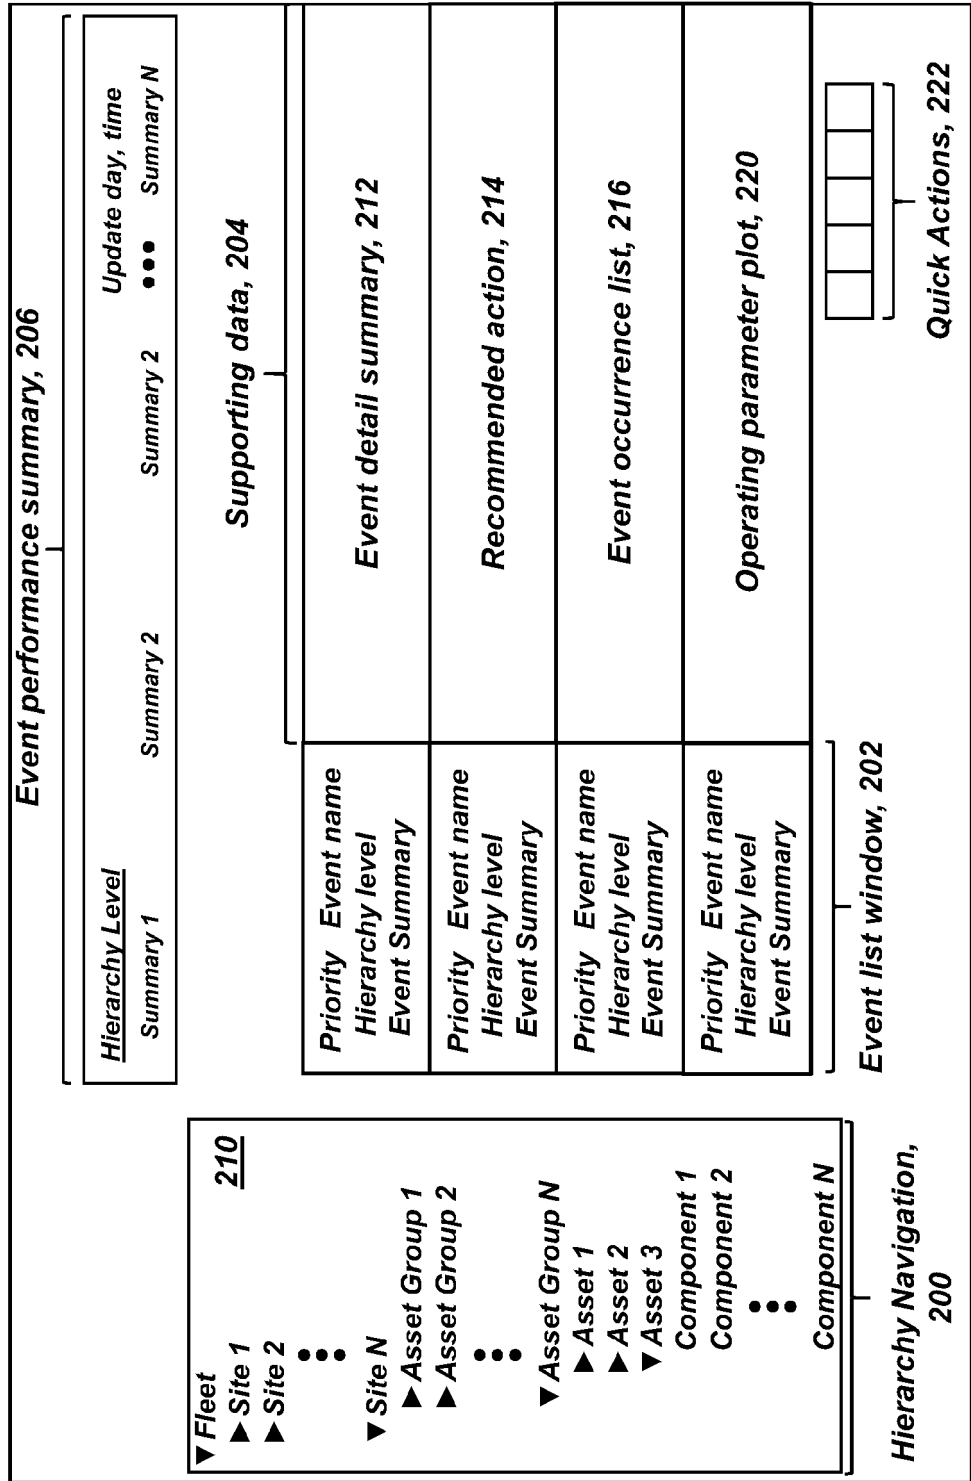 Event performance summary, 206
Hierarchy Level
Update day, time
Summary 1
Summary 2
Summary 2
●●●
Summary N
210
▼Fleet
▶Site 1
▶Site 2
●●●
▼Site N
▶Asset Group 1
▶Asset Group 2
●●●
▼Asset Group N
▶Asset 1
▶Asset 2
▼Asset 3
Component 1
Component 2
●●●
Component N
Hierarchy Navigation,
200
Supporting data, 204
Priority Event name
Hierarchy level
Event Summary
Event detail summary, 212
Priority Event name
Hierarchy level
Event Summary
Recommended action, 214
Priority Event name
Hierarchy level
Event Summary
Event occurrence list, 216
Priority Event name
Hierarchy level
Event Summary
Operating parameter plot, 220
Event list window, 202
Quick Actions, 222